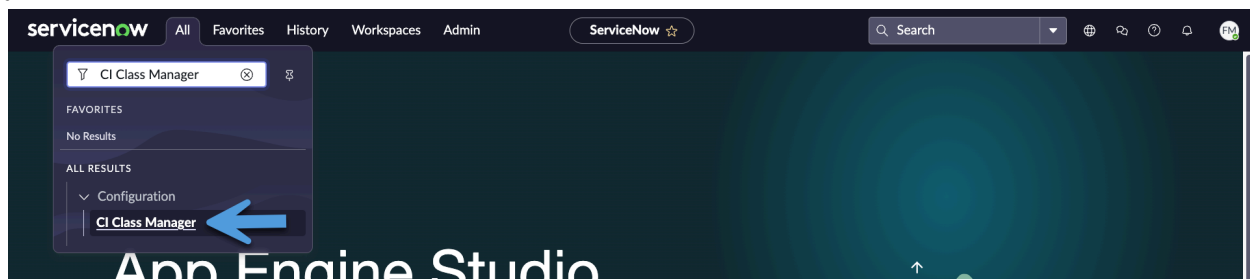 servicenow All Favorites History Workspaces Admin ServiceNow Search FM
CI Class Manager
FAVORITES
No Results
ALL RESULTS
Configuration
CI Class Manager
App Engine Studio